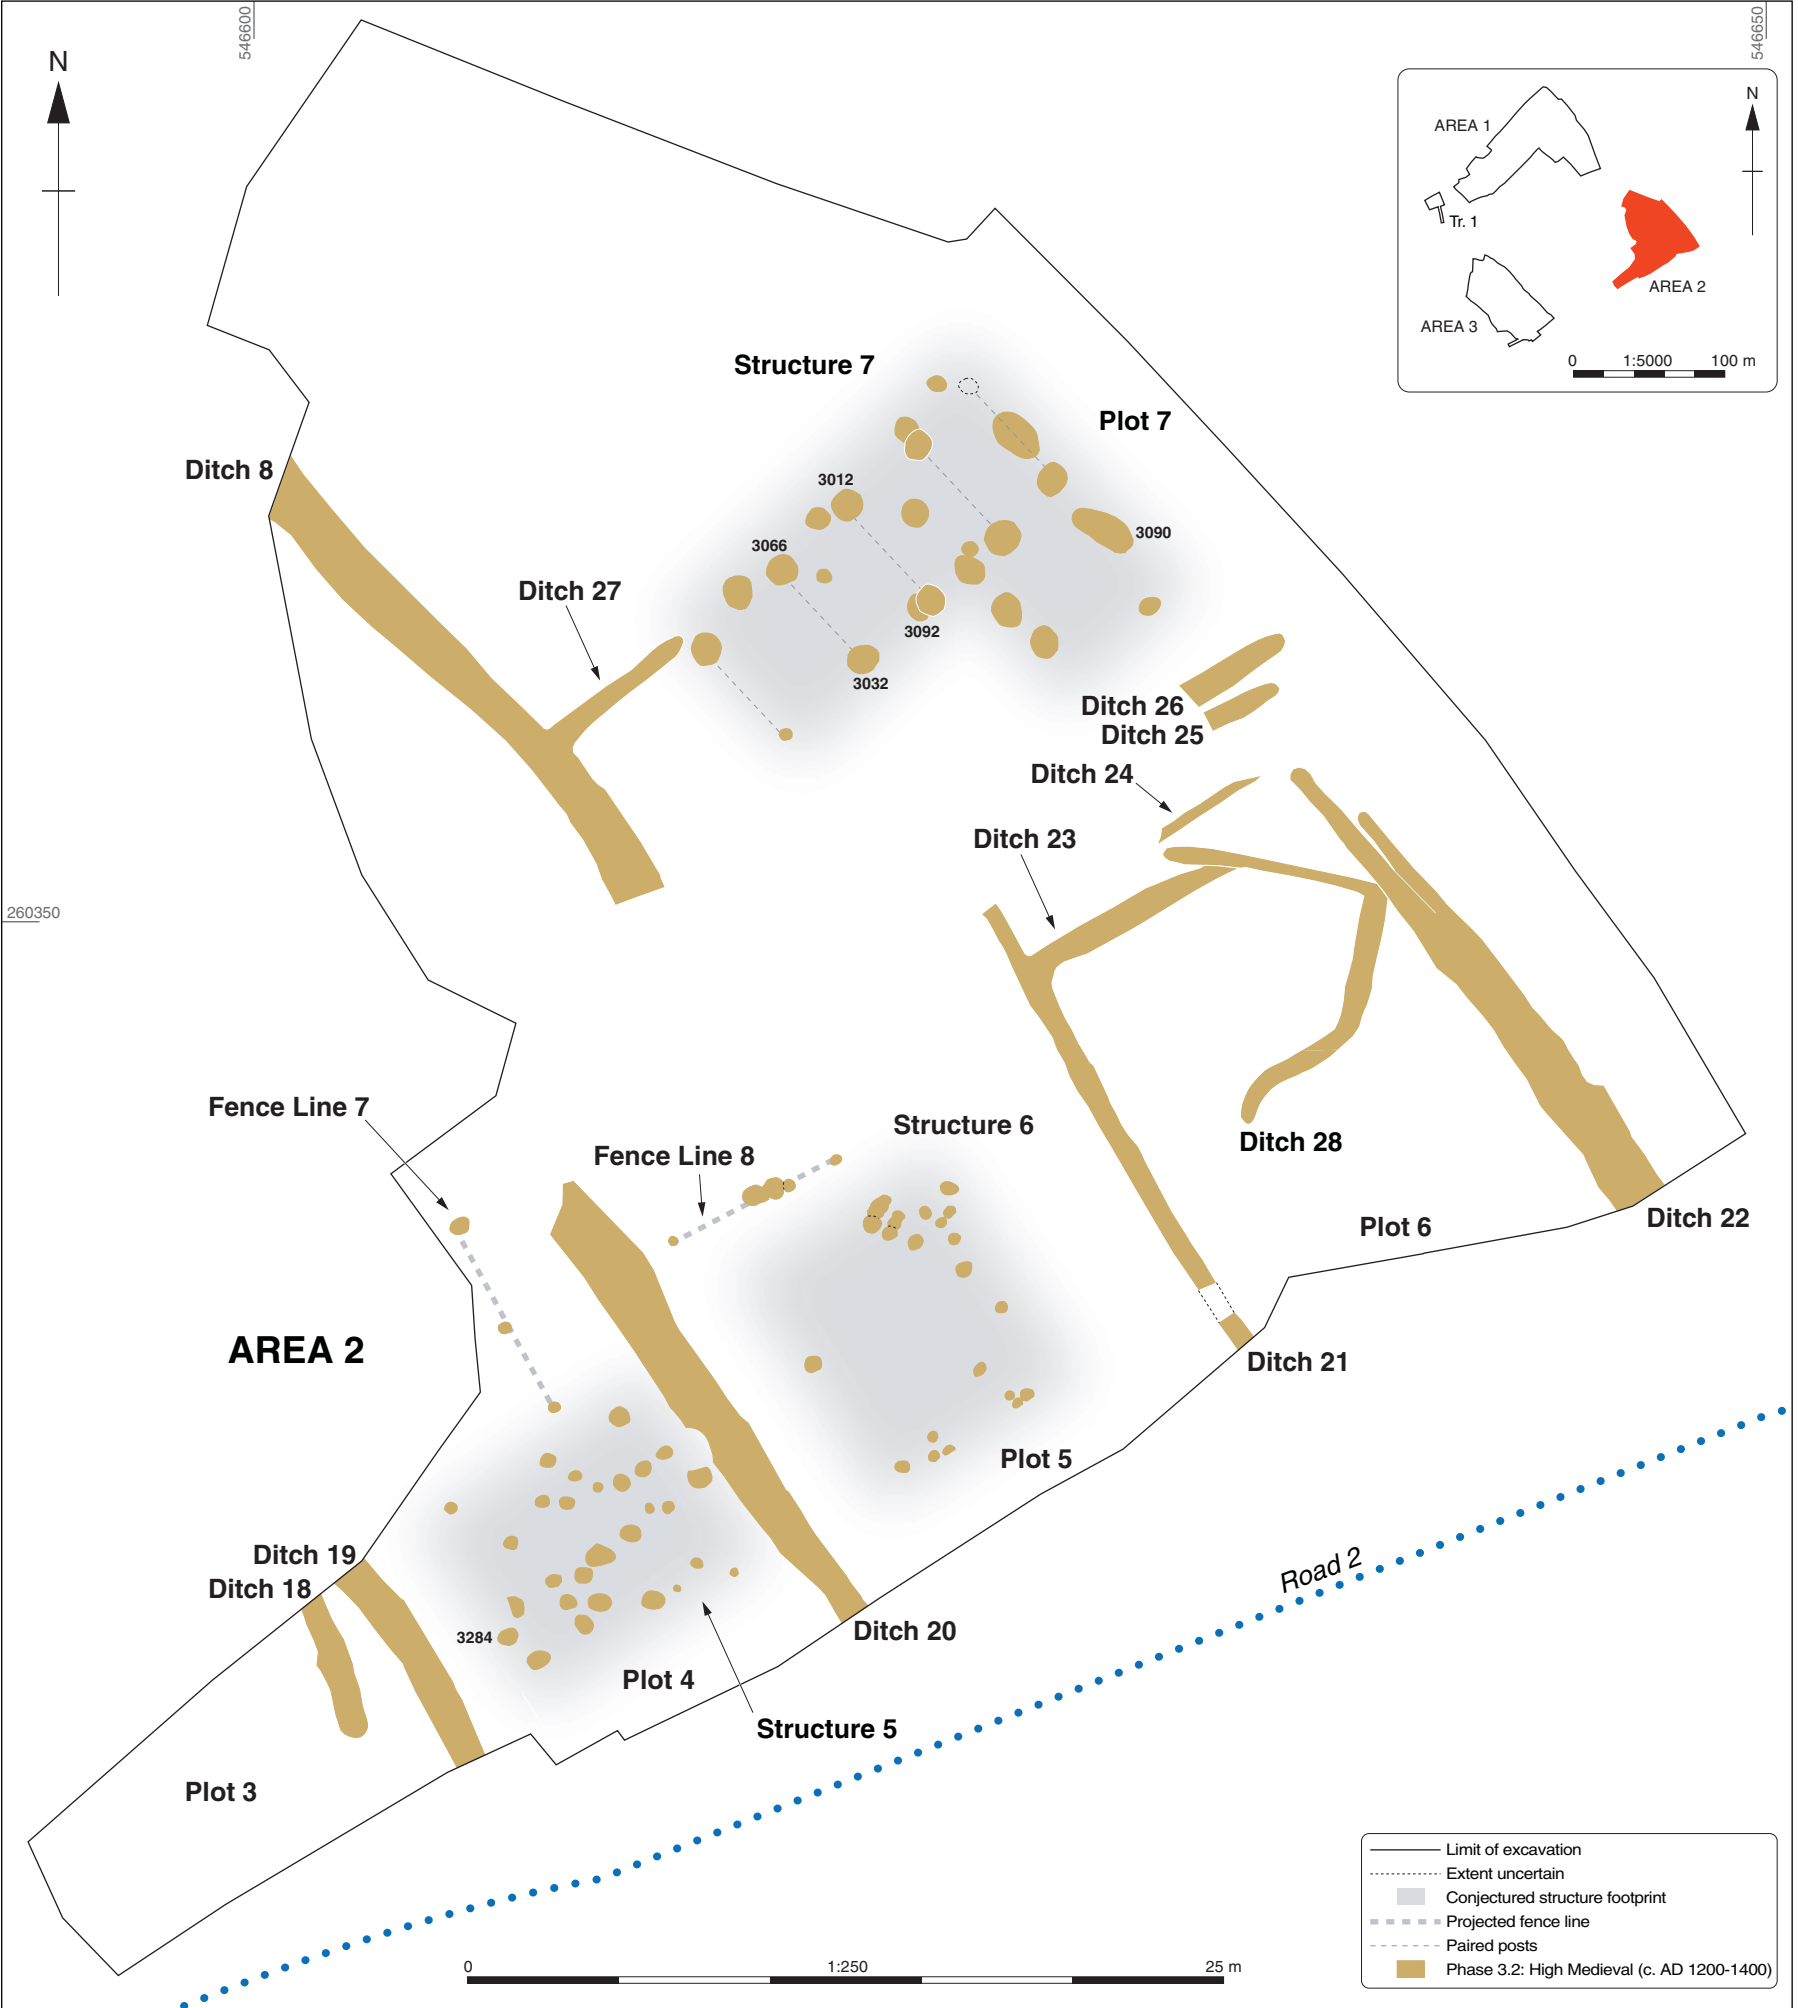 546600
546650
N
N
AREA 1
Tr. 1
AREA 2
AREA 3
0 1:5000 100 m
Structure 7
Plot 7
Ditch 8
3012
3090
3066
Ditch 27
3092
3032
Ditch 26
Ditch 25
Ditch 24
Ditch 23
260350
Fence Line 7
Structure 6
Fence Line 8
Ditch 28
Plot 6
Ditch 22
AREA 2
Ditch 21
Plot 5
Road 2
Ditch 19
Ditch 18
3284
Ditch 20
Plot 4
Structure 5
Plot 3
Limit of excavation
Extent uncertain
Conjectured structure footprint
Projected fence line
Paired posts
Phase 3.2: High Medieval (c. AD 1200-1400)
0 1:250 25 m